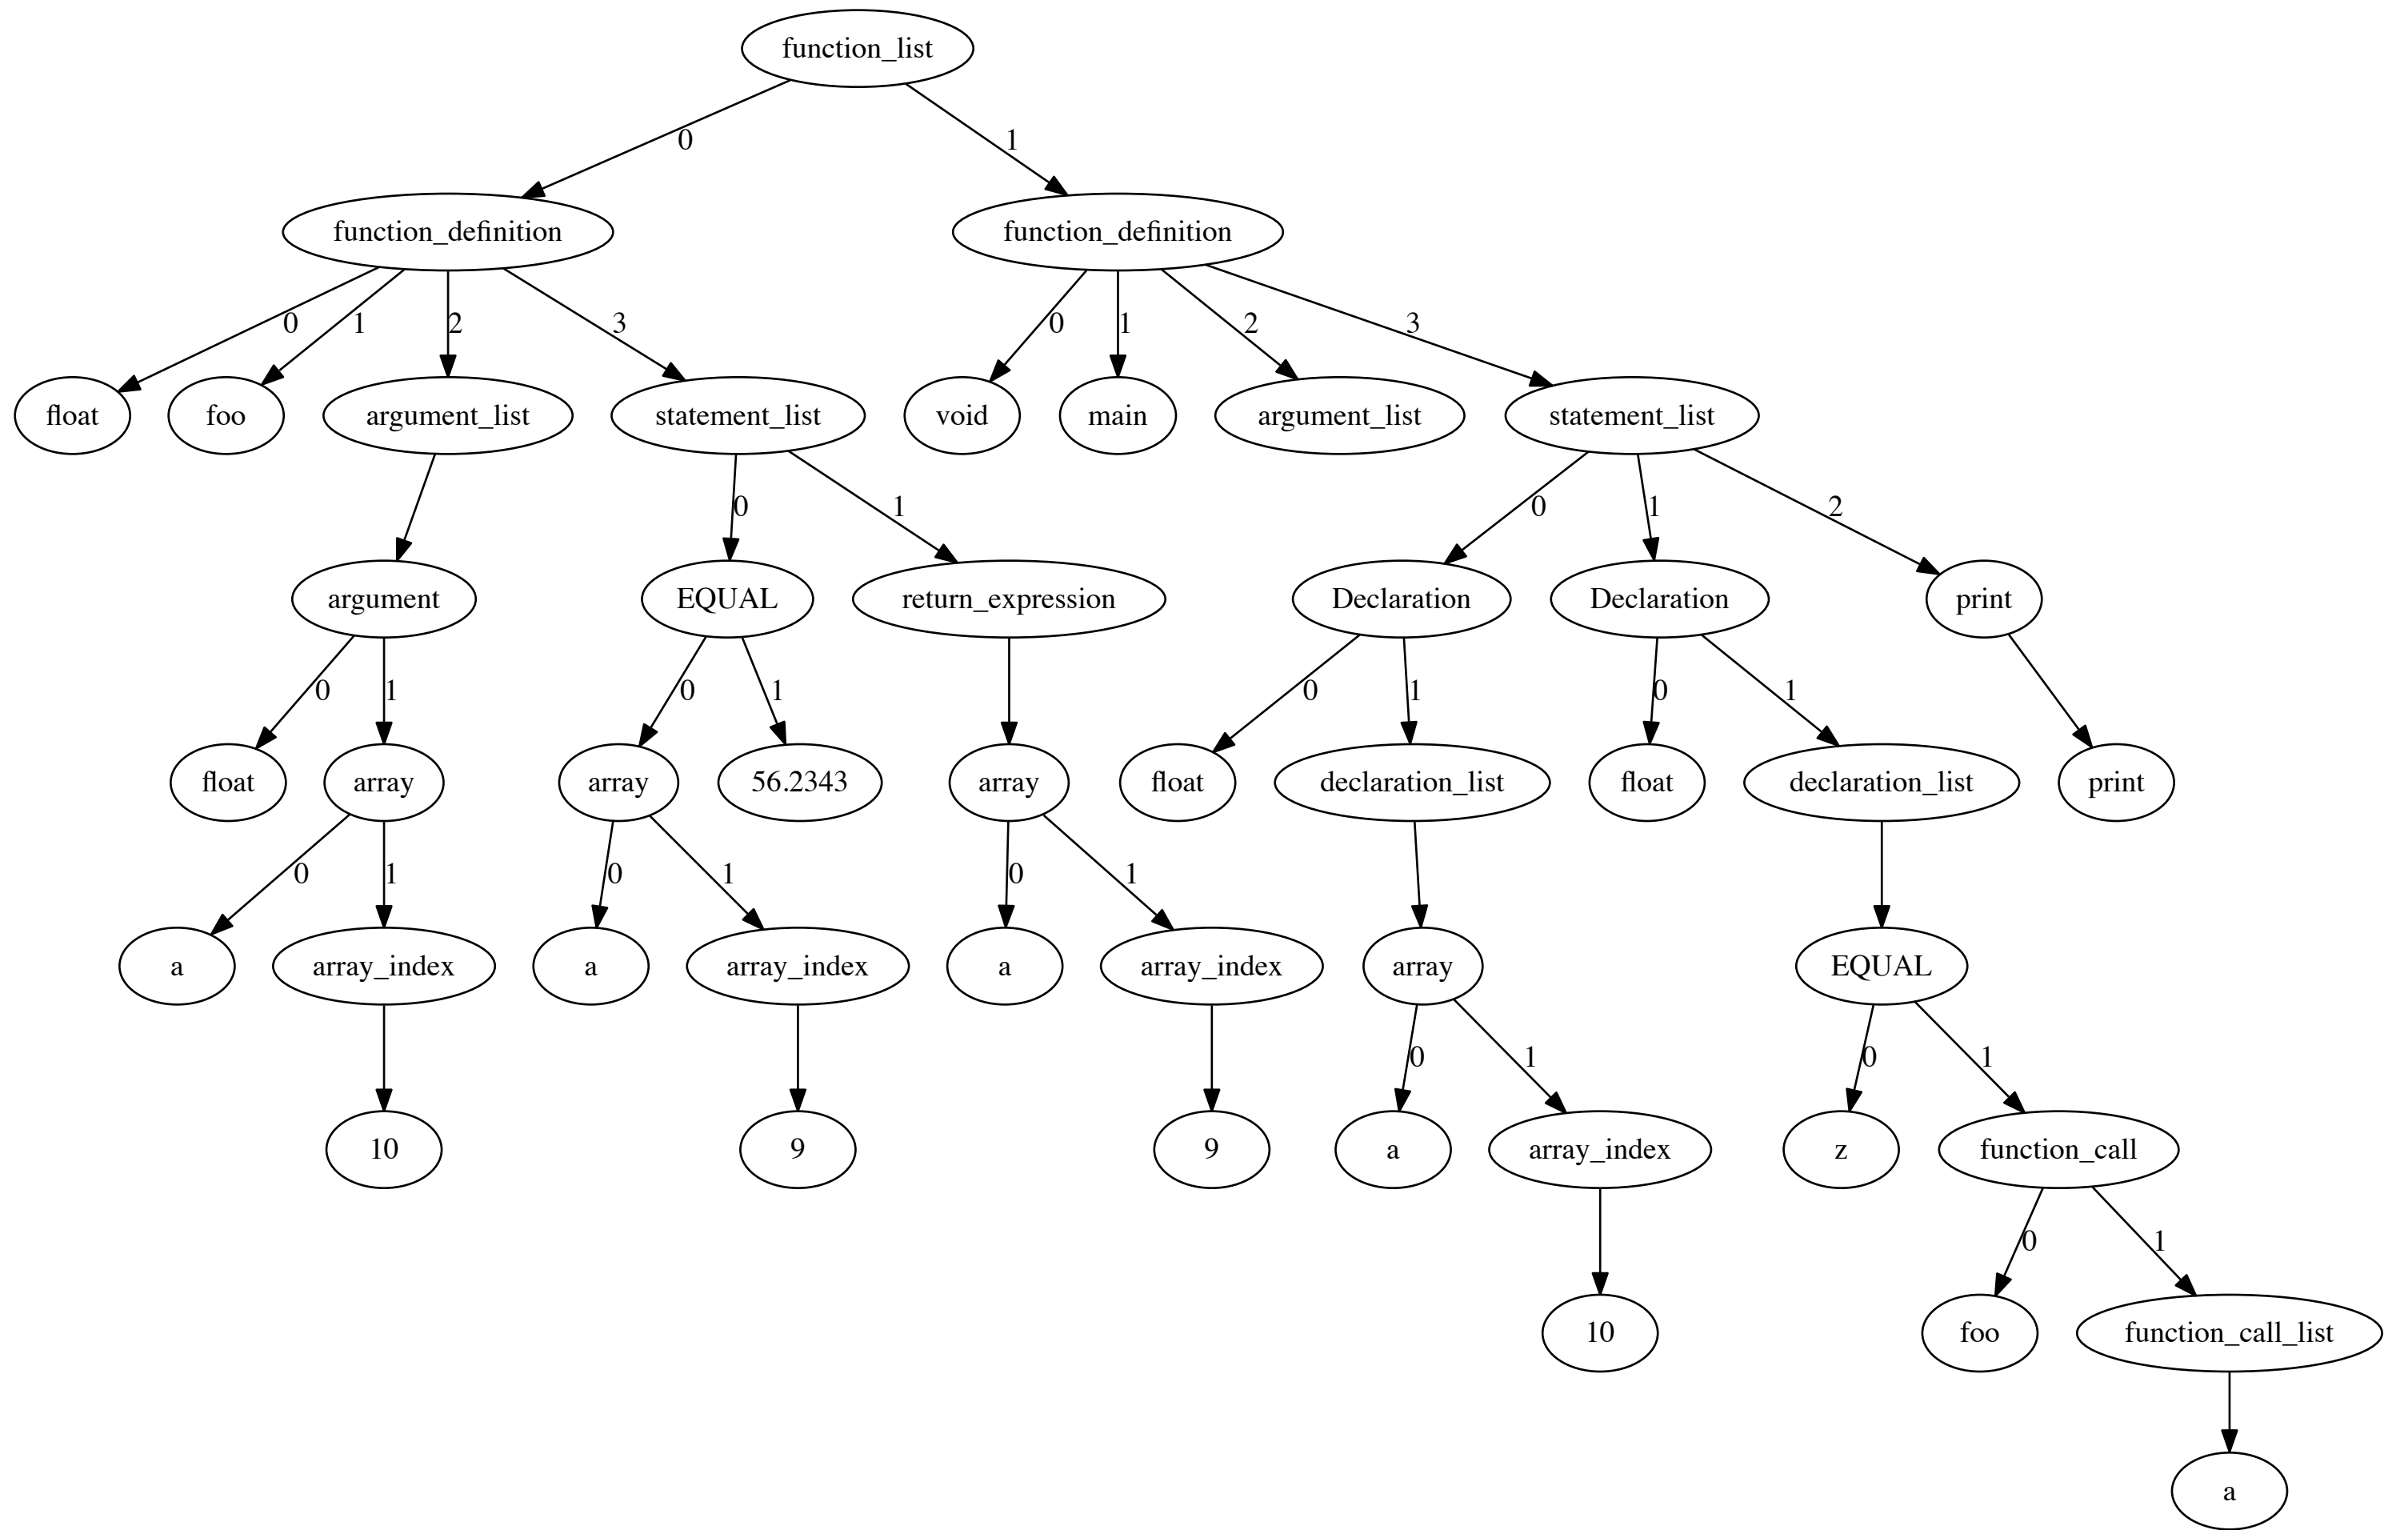 function_list
0 1
function_definition function_definition
0 1 2 3 0 1 2 3
float foo argument_list statement_list void main argument_list statement_list
0 1 0 1 2
argument EQUAL return_expression Declaration Declaration print
0 1 0 1 0 1 0 1
float array array 56.2343 array float declaration_list float declaration_list print
0 1 0 1 0 1
a array_index a array_index a array_index array EQUAL
0 1 0 1
10 9 9 a array_index z function_call
0 1
10 foo function_call_list
a